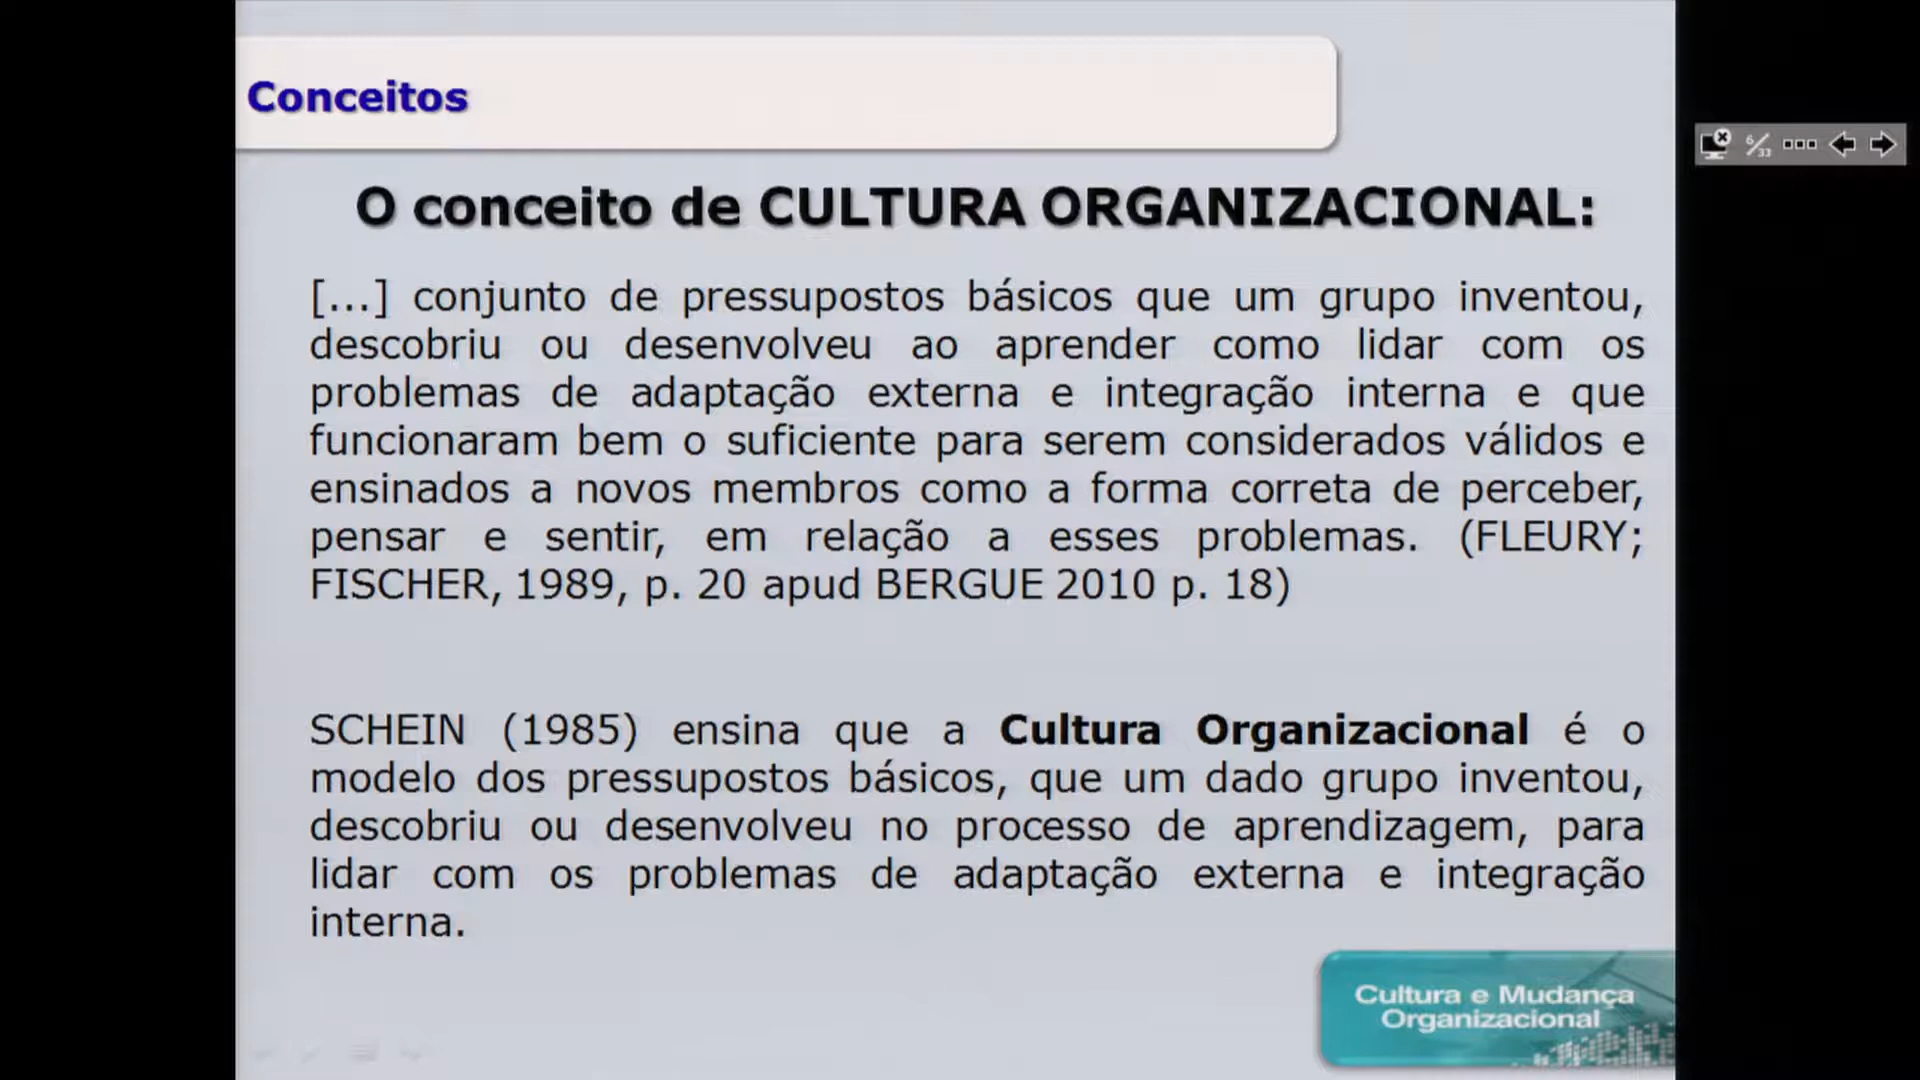 Conceitos
6/33
O conceito de CULTURA ORGANIZACIONAL:
[...] conjunto de pressupostos básicos que um grupo inventou,
descobriu ou desenvolveu ao aprender como lidar com os
problemas de adaptação externa e integração interna e que
funcionaram bem o suficiente para serem considerados válidos e
ensinados a novos membros como a forma correta de perceber,
pensar e sentir, em relação a esses problemas. (FLEURY;
FISCHER, 1989, p. 20 apud BERGUE 2010 p. 18)
SCHEIN (1985) ensina que a Cultura Organizacional é o
modelo dos pressupostos básicos, que um dado grupo inventou,
descobriu ou desenvolveu no processo de aprendizagem, para
lidar com os problemas de adaptação externa e integração
interna.
Cultura e Mudança
Organizacional